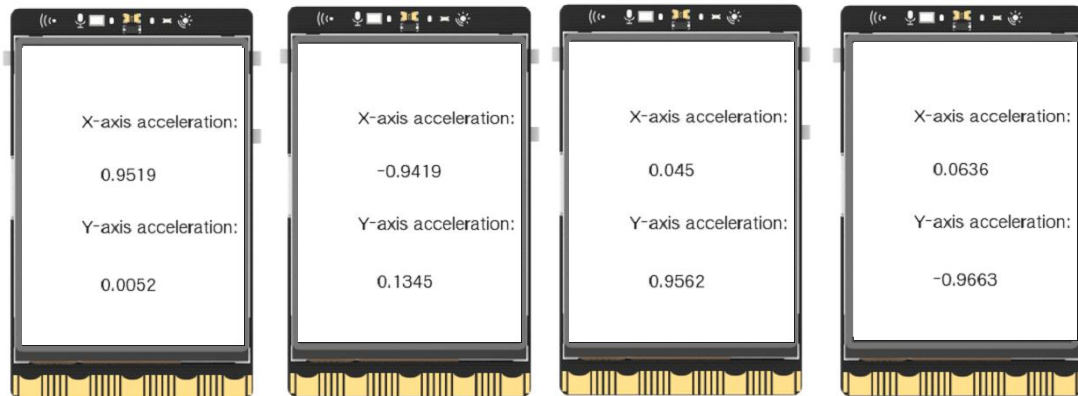 X-axis acceleration:
0.9519
Y-axis acceleration:
0.0052
X-axis acceleration:
-0.9419
Y-axis acceleration:
0.1345
X-axis acceleration:
0.045
Y-axis acceleration:
0.9562
X-axis acceleration:
0.0636
Y-axis acceleration:
-0.9663